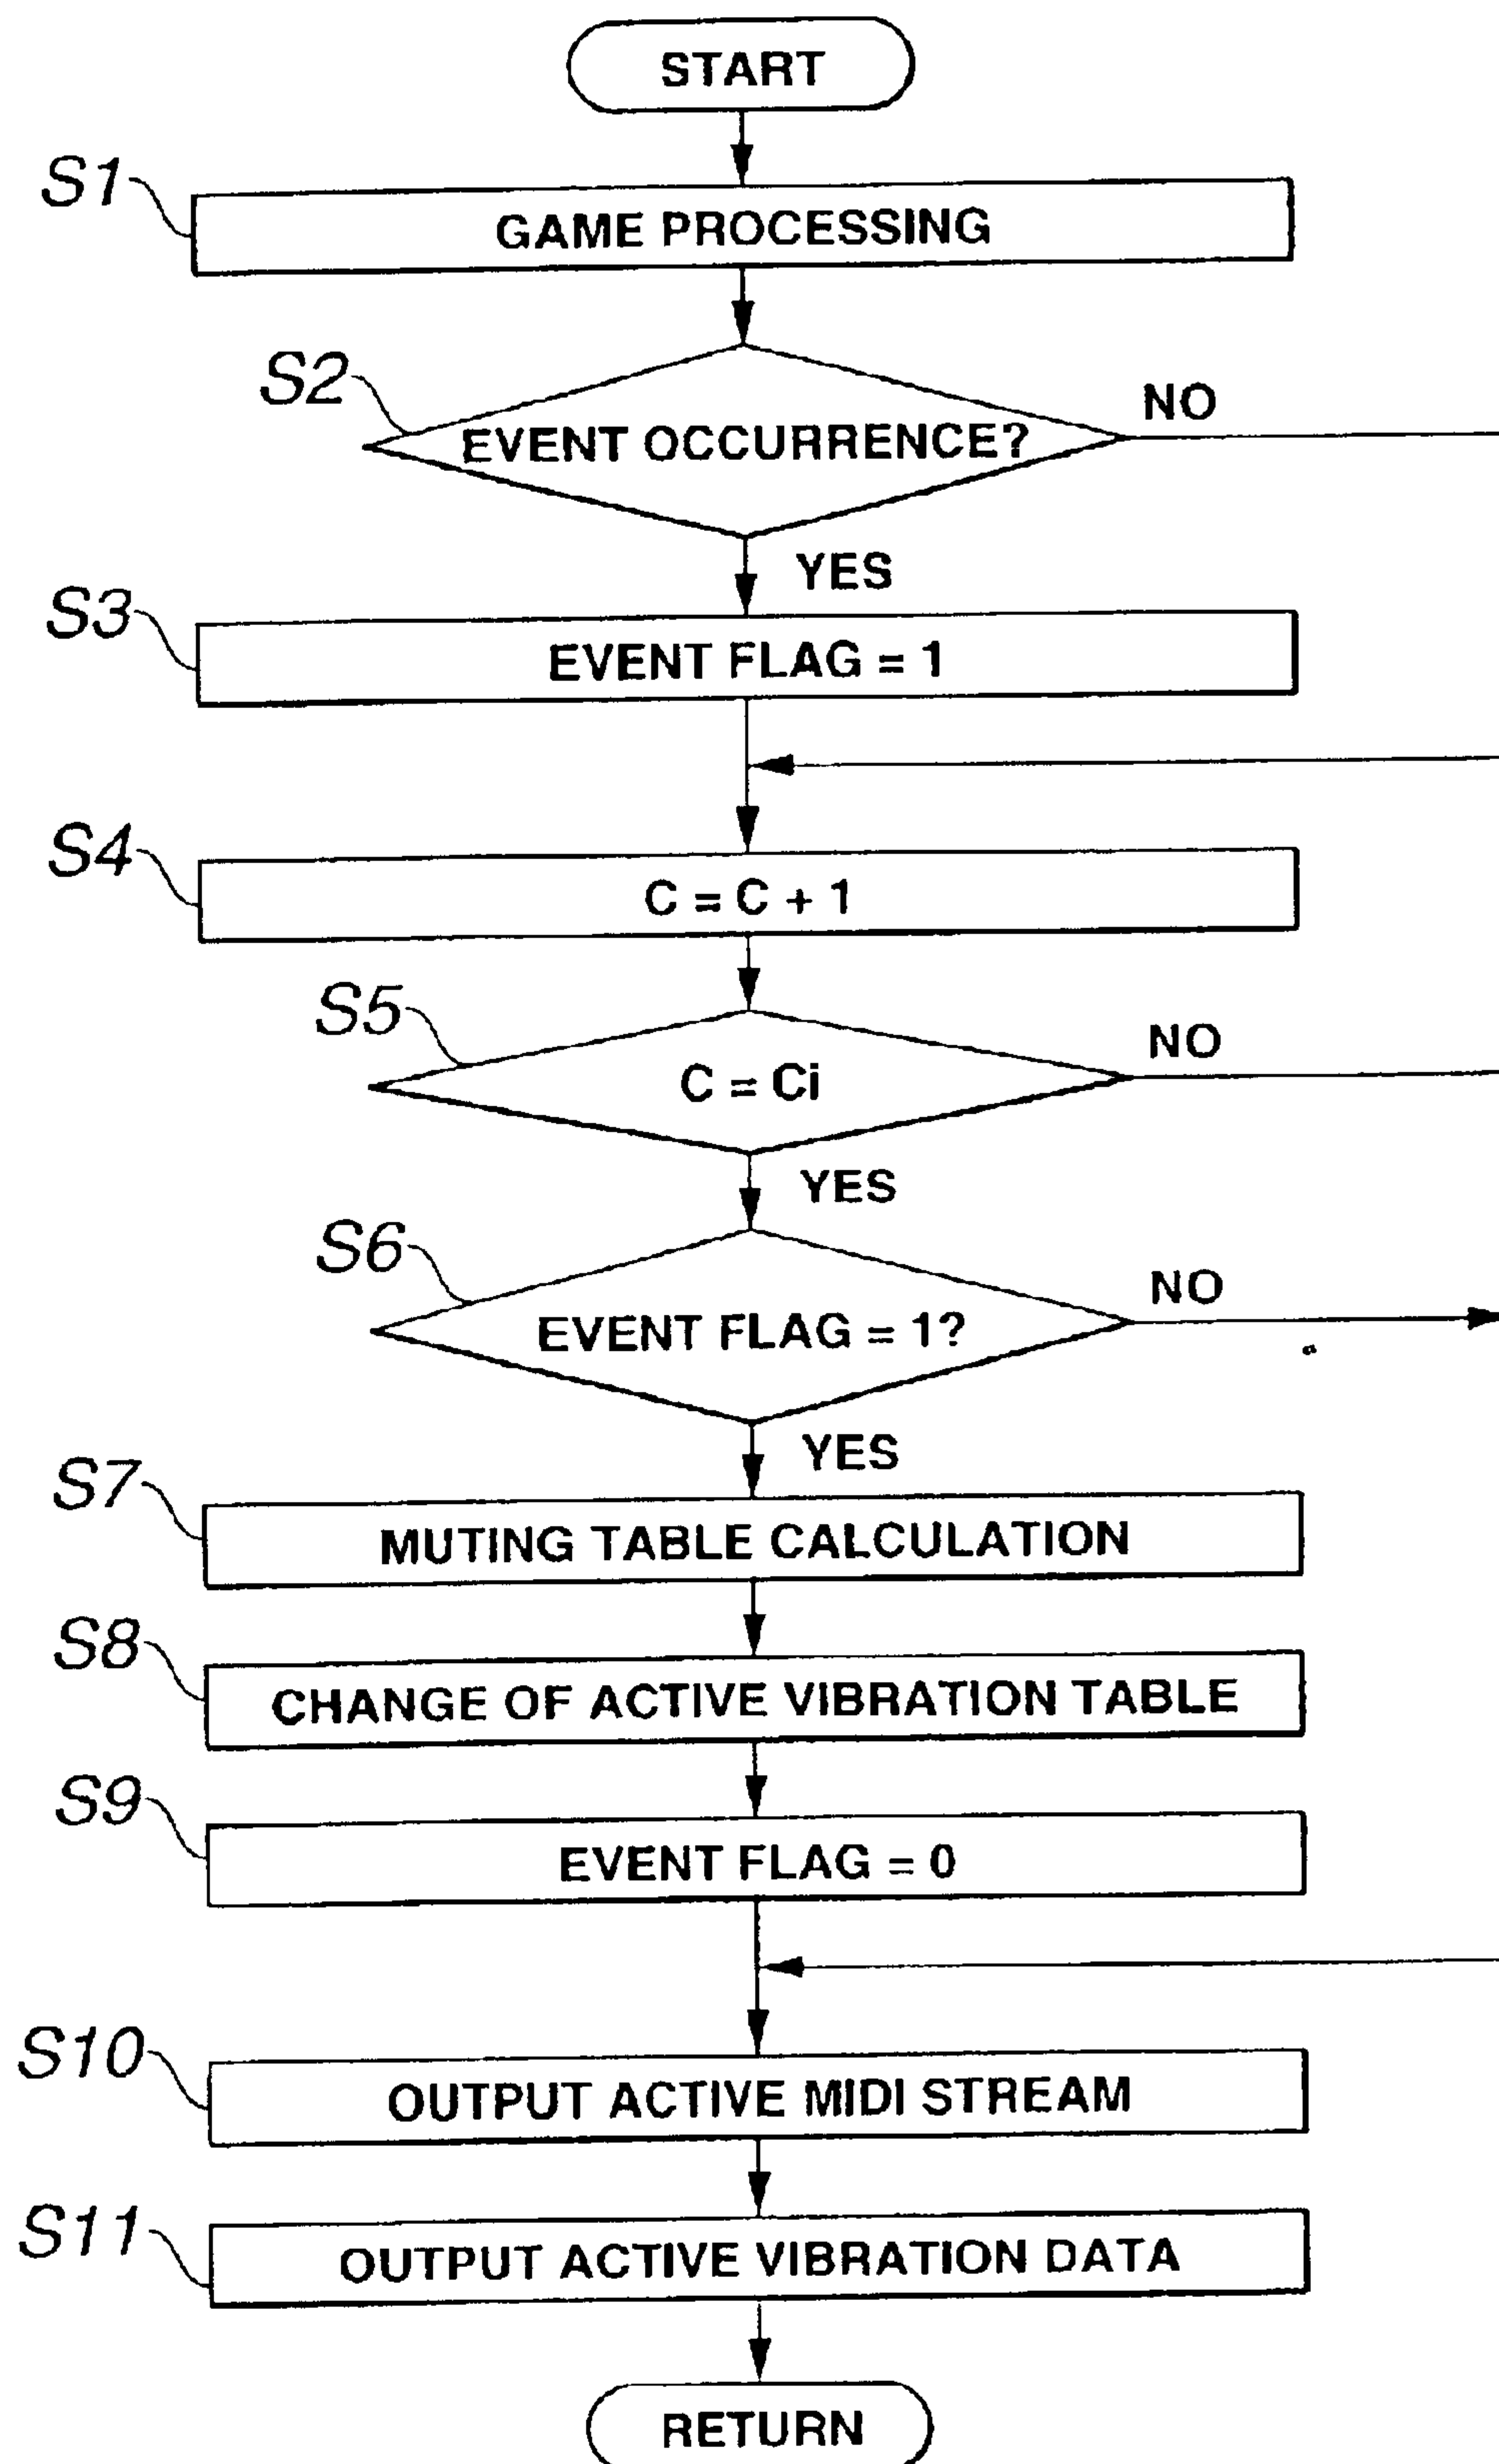 START
S1
GAME PROCESSING
S2
EVENT OCCURRENCE?
NO
YES
S3
EVENT FLAG = 1
S4
C = C + 1
S5
C = Ci
NO
YES
S6
EVENT FLAG = 1?
NO
YES
S7
MUTING TABLE CALCULATION
S8
CHANGE OF ACTIVE VIBRATION TABLE
S9
EVENT FLAG = 0
S10
OUTPUT ACTIVE MIDI STREAM
S11
OUTPUT ACTIVE VIBRATION DATA
RETURN